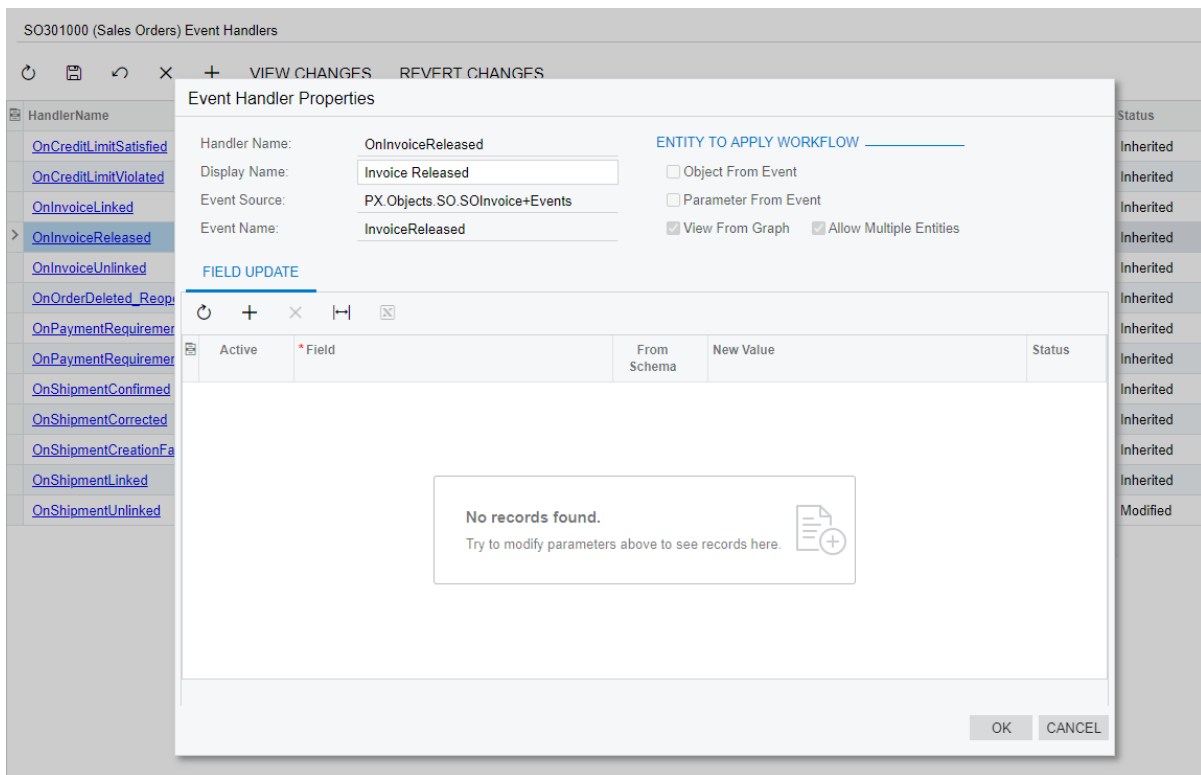 SO301000 (Sales Orders) Event Handlers
VIEW CHANGES REVERT CHANGES
Event Handler Properties
HandlerName
Status
Handler Name: OnInvoiceReleased
ENTITY TO APPLY WORKFLOW
OnCreditLimitSatisfied
Inherited
Display Name: Invoice Released
Object From Event
OnCreditLimitViolated
Inherited
Event Source: PX.Objects.SO.SOInvoice+Events
Parameter From Event
OnInvoiceLinked
Inherited
Event Name: InvoiceReleased
View From Graph Allow Multiple Entities
OnInvoiceReleased
Inherited
OnInvoiceUnlinked
Inherited
FIELD UPDATE
OnOrderDeleted_Reope
Inherited
OnPaymentRequiremen
Inherited
Active *Field From Schema New Value Status
OnPaymentRequiremen
Inherited
OnShipmentConfirmed
Inherited
OnShipmentCorrected
Inherited
OnShipmentCreationFa
Inherited
OnShipmentLinked
Inherited
OnShipmentUnlinked
Modified
No records found.
Try to modify parameters above to see records here.
OK CANCEL